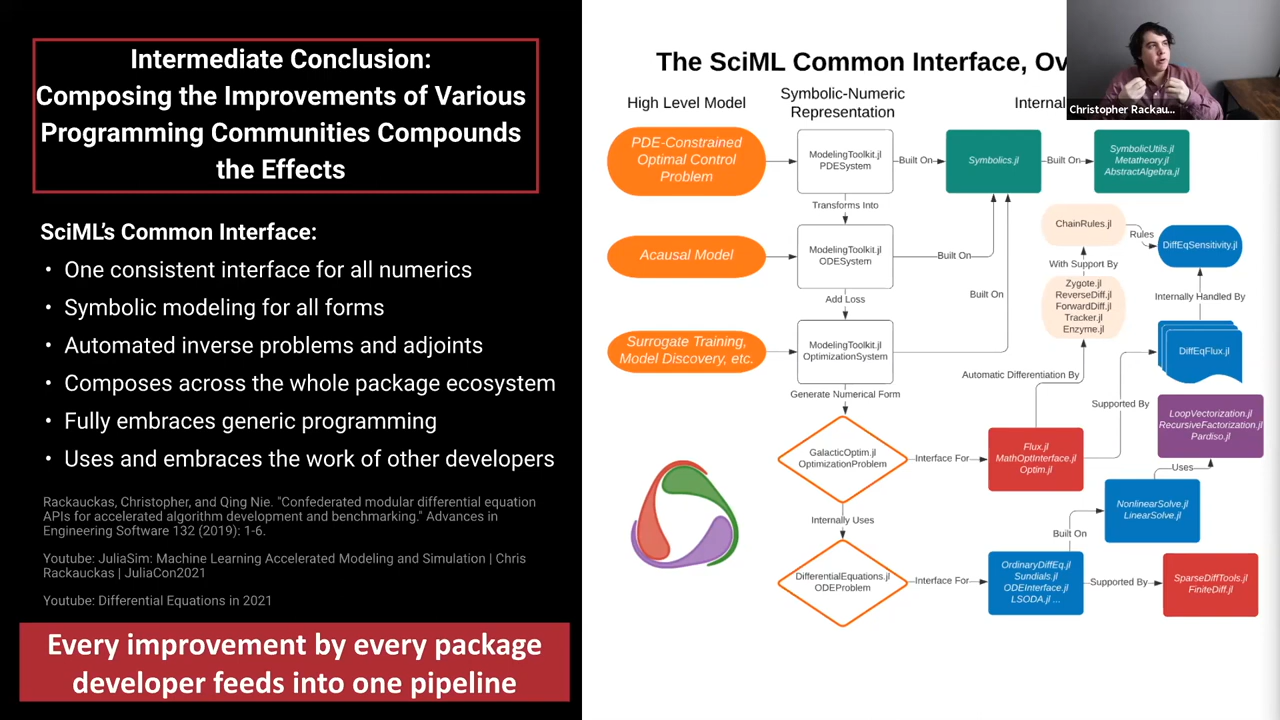 Intermediate Conclusion:
Composing the Improvements of Various
Programming Communities Compounds
the Effects
SciML's Common Interface:
• One consistent interface for all numerics
• Symbolic modeling for all forms
• Automated inverse problems and adjoints
• Composes across the whole package ecosystem
• Fully embraces generic programming
• Uses and embraces the work of other developers
Rackauckas, Christopher, and Qing Nie. "Confederated modular differential equation
APIs for accelerated algorithm development and benchmarking." Advances in
Engineering Software 132 (2019): 1-6.
Youtube: JuliaSim: Machine Learning Accelerated Modeling and Simulation | Chris
Rackauckas | JuliaCon2021
Youtube: Differential Equations in 2021
Every improvement by every package
developer feeds into one pipeline
The SciML Common Interface, Ov
Christopher Rackau...
High Level Model
Symbolic-Numeric
Representation
Internal
PDE-Constrained
Optimal Control
Problem
ModelingToolkit.jl
PDESystem
Built On
Symbolics.jl
Built On
SymbolicUtils.jl
Metatheory.jl
AbstractAlgebra.jl
Transforms Into
Acausal Model
ModelingToolkit.jl
ODESystem
Built On
ChainRules.jl
Rules
DiffEqSensitivity.jl
With Support By
Zygote.jl
ReverseDiff.jl
ForwardDiff.jl
Tracker.jl
Enzyme.jl
Internally Handled By
Add Loss
Built On
Surrogate Training,
Model Discovery, etc.
ModelingToolkit.jl
OptimizationSystem
DiffEqFlux.jl
Automatic Differentiation By
Generate Numerical Form
Supported By
LoopVectorization.jl
RecursiveFactorization.jl
Pardiso.jl
GalacticOptim.jl
OptimizationProblem
Interface For
Flux.jl
MathOptInterface.jl
Optim.jl
Uses
NonlinearSolve.jl
LinearSolve.jl
Internally Uses
Built On
DifferentialEquations.jl
ODEProblem
Interface For
OrdinaryDiffEq.jl
Sundials.jl
ODEInterface.jl
LSODA.jl ...
Supported By
SparseDiffTools.jl
FiniteDiff.jl